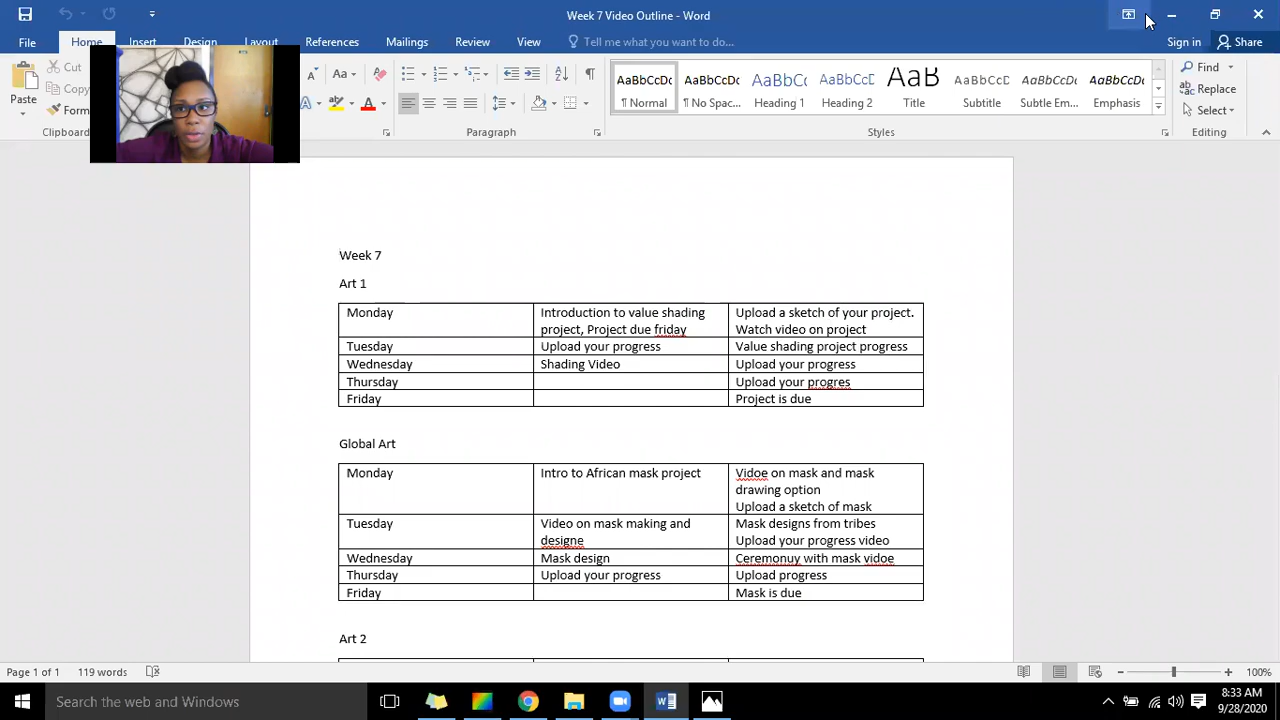 Week 7 Video Outline - Word
File Home Insert Design Layout References Mailings Review View Tell me what you want to do... Sign in Share
Cut
Copy
Paste
Aa
Clipboard
Paragraph
AaBbCcDc AaBbCcDc AaBbCcD AaBbCcD AaB AaBbCcD AaBbCcDc AaBbCcDc
¶ Normal ¶ No Spac... Heading 1 Heading 2 Title Subtitle Subtle Em... Emphasis
Styles
Find
Replace
Select
Editing
Week 7
Art 1
Monday Introduction to value shading Upload a sketch of your project.
project, Project due friday Watch video on project
Tuesday Upload your progress Value shading project progress
Wednesday Shading Video Upload your progress
Thursday Upload your progres
Friday Project is due
Global Art
Monday Intro to African mask project Vidoe on mask and mask
drawing option
Upload a sketch of mask
Tuesday Video on mask making and Mask designs from tribes
designe Upload your progress video
Wednesday Mask design Ceremonuy with mask vidoe
Thursday Upload your progress Upload progress
Friday Mask is due
Art 2
Page 1 of 1 119 words 100%
Search the web and Windows
8:33 AM
9/28/2020